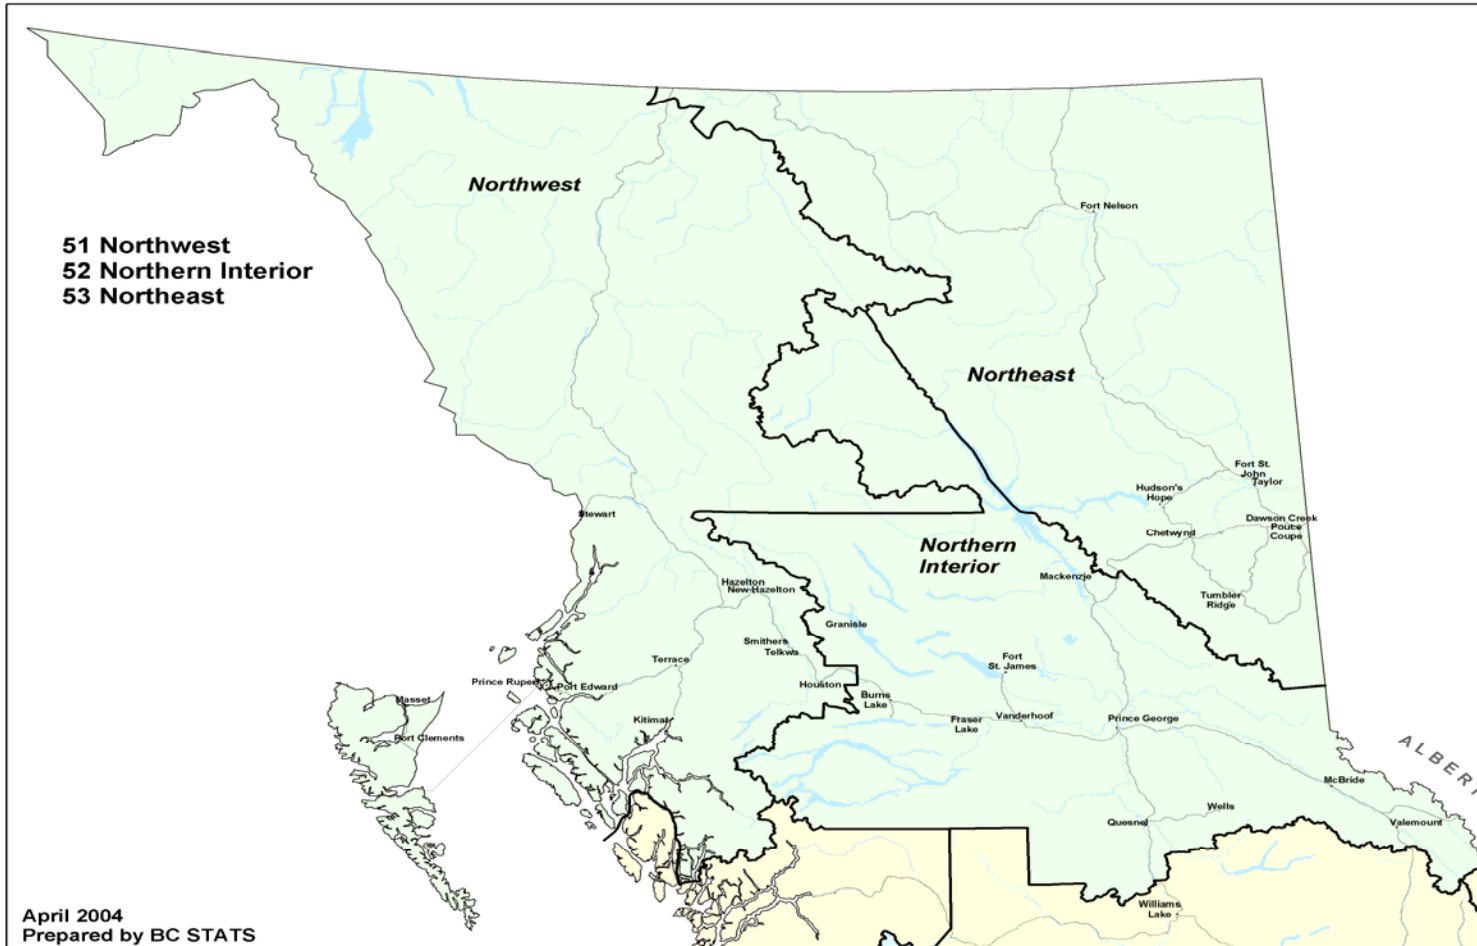 Northwest
51 Northwest
52 Northern Interior
53 Northeast
Fort Nelson
Northeast
Fort St.
John
Taylor
Hudson's
Hope
Dawson Creek
Pouce
Coupe
Chetwynd
Stewart
Northern
Interior
Mackenzie
Hazelton
New Hazelton
Tumbler
Ridge
Granisle
Smithers
Telkwa
Terrace
Fort
St. James
Prince Rupert
Port Edward
Houston
Burns
Lake
Masset
Kitimat
Fraser
Lake
Vanderhoof
Prince George
Port Clements
McBride
Wells
Quesnel
Valemount
Williams
Lake
April 2004
Prepared by BC STATS